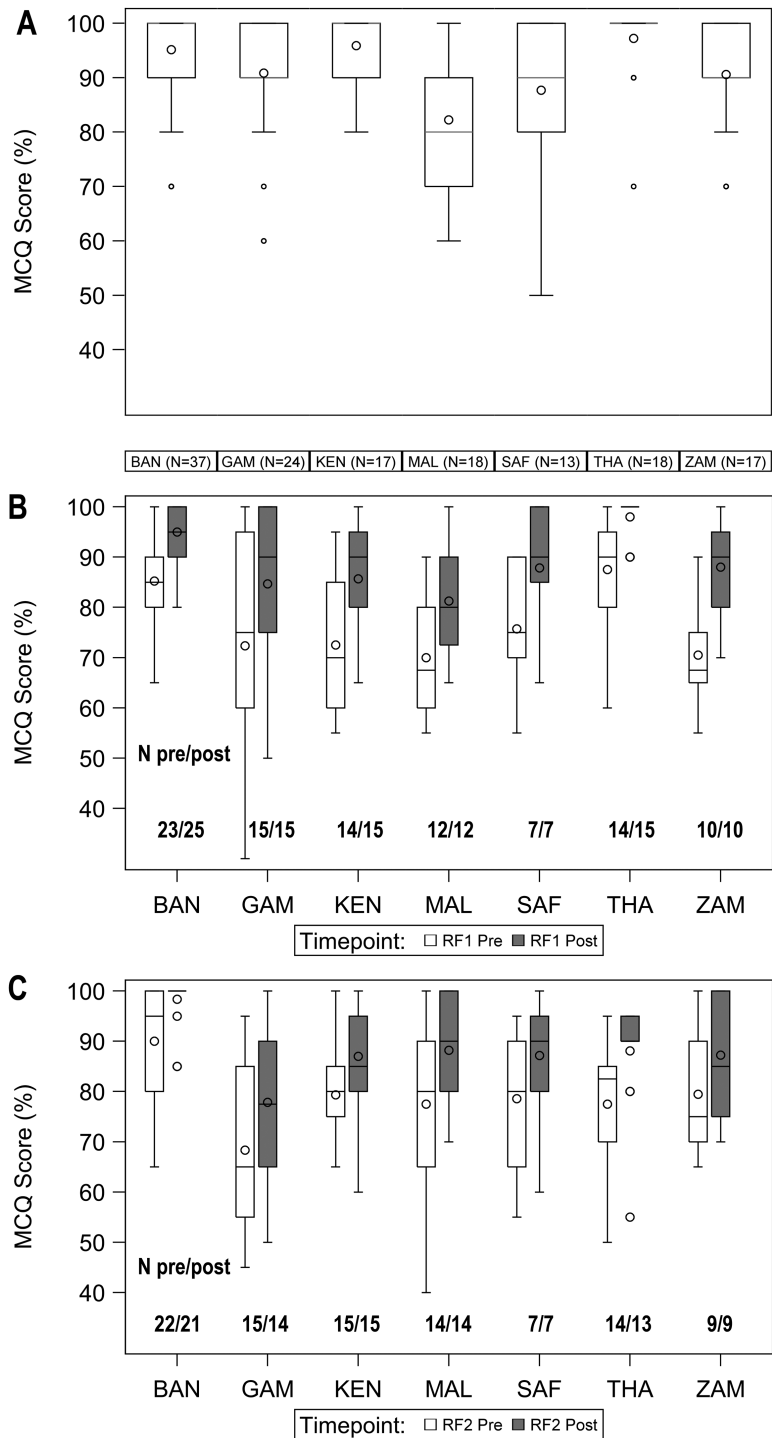 A
MCQ Score (%)
100
90
80
70
60
50
40
BAN (N=37) GAM (N=24) KEN (N=17) MAL (N=18) SAF (N=13) THA (N=18) ZAM (N=17)
B
MCQ Score (%)
100
90
80
70
60
50
40
N pre/post
23/25 15/15 14/15 12/12 7/7 14/15 10/10
BAN GAM KEN MAL SAF THA ZAM
Timepoint: RF1 Pre RF1 Post
C
MCQ Score (%)
100
90
80
70
60
50
40
N pre/post
22/21 15/14 15/15 14/14 7/7 14/13 9/9
BAN GAM KEN MAL SAF THA ZAM
Timepoint: RF2 Pre RF2 Post